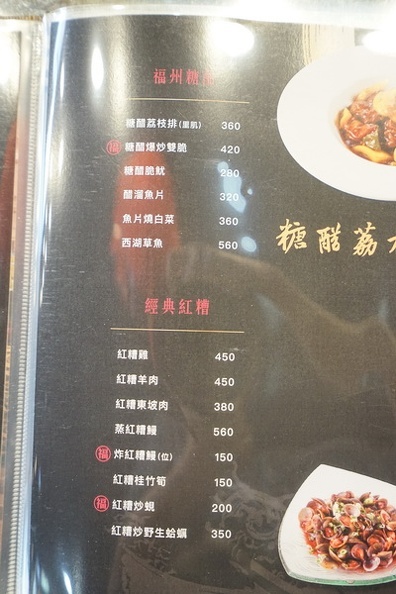 福州糖醋
糖醋荔枝排(里肌) 360
福 糖醋爆炒雙脆 420
糖醋脆魷 280
醋溜魚片 320
魚片燒白菜 360
西湖草魚 560
糖醋荔枝
經典紅糟
紅糟雞 450
紅糟羊肉 450
紅糟東坡肉 380
蒸紅糟鰻 560
福 炸紅糟鰻(位) 150
紅糟桂竹筍 150
福 紅糟炒蜆 200
紅糟炒野生蛤蠣 350